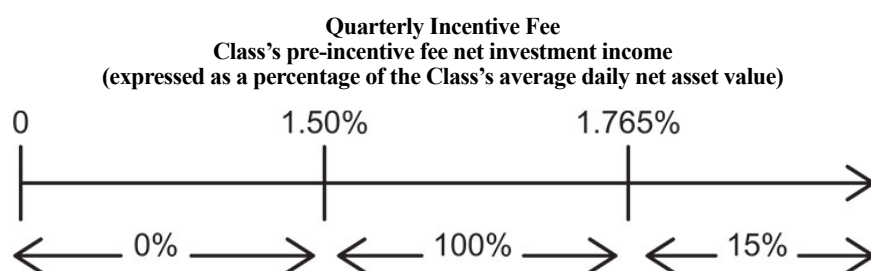 Quarterly Incentive Fee
Class’s pre-incentive fee net investment income
(expressed as a percentage of the Class’s average daily net asset value)
0 1.50% 1.765%
0% 100% 15%